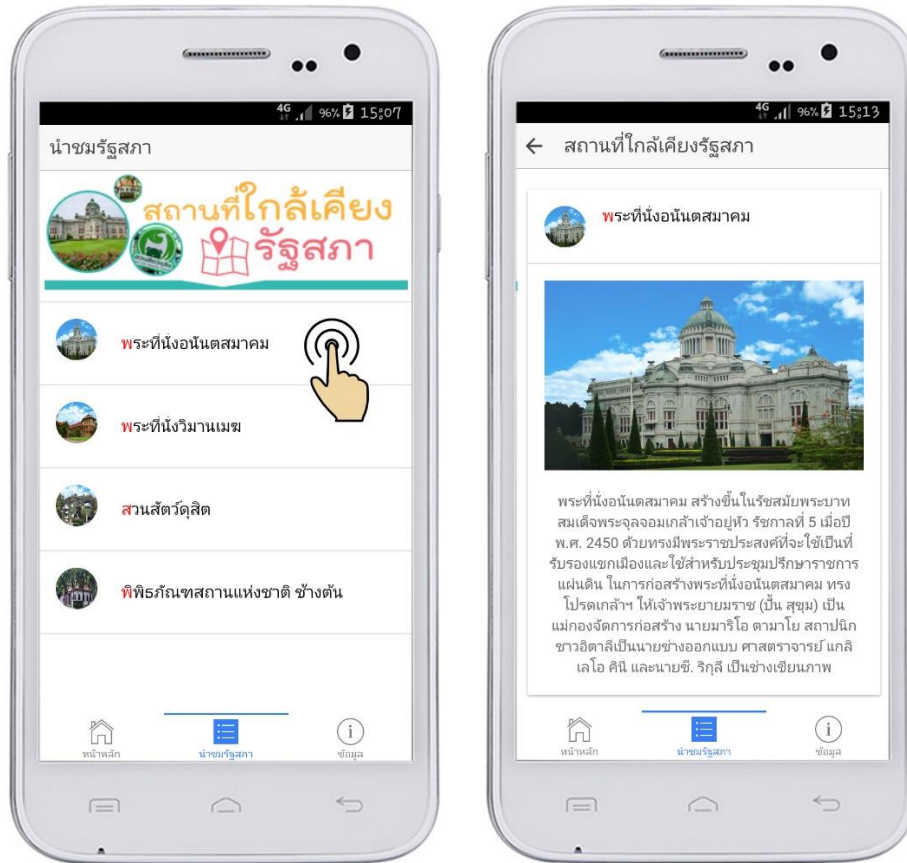 4G 96% 15:07
นำชมรัฐสภา
สถานที่ใกล้เคียง
รัฐสภา
พระที่นั่งอนันตสมาคม
พระที่นั่งวิมานเมฆ
สวนสัตว์ดุสิต
พิพิธภัณฑสถานแห่งชาติ ช้างต้น
หน้าหลัก นำชมรัฐสภา ข้อมูล
4G 96% 15:13
สถานที่ใกล้เคียงรัฐสภา
พระที่นั่งอนันตสมาคม
พระที่นั่งอนันตสมาคม สร้างขึ้นในรัชสมัยพระบาท
สมเด็จพระจุลจอมเกล้าเจ้าอยู่หัว รัชกาลที่ 5 เมื่อปี
พ.ศ. 2450 ด้วยทรงมีพระราชประสงค์ที่จะใช้เป็นที่
รับรองแขกเมืองและใช้สำหรับประชุมปรึกษาราชการ
แผ่นดิน ในการก่อสร้างพระที่นั่งอนันตสมาคม ทรง
โปรดเกล้าฯ ให้เจ้าพระยายมราช (ปั้น สุขุม) เป็น
แม่กองจัดการก่อสร้าง นายมาริโอ ตามาโย สถาปนิก
ชาวอิตาลีเป็นนายช่างออกแบบ ศาสตราจารย์ แกลิ
เลโอ คินี และนายซี. ริกุลี เป็นช่างเขียนภาพ
หน้าหลัก นำชมรัฐสภา ข้อมูล